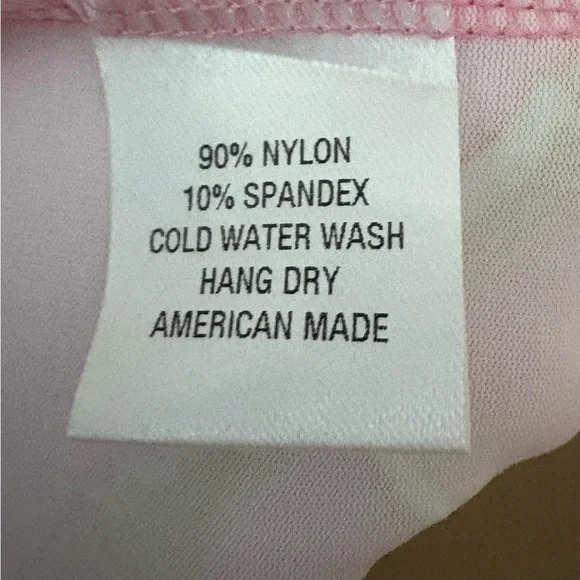 90% NYLON
10% SPANDEX
COLD WATER WASH
HANG DRY
AMERICAN MADE